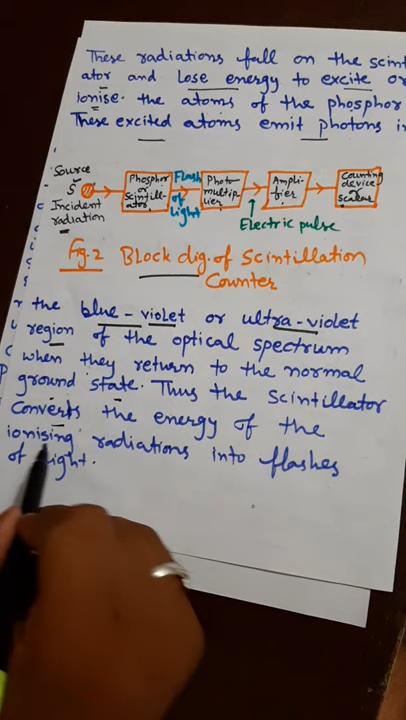 These radiations fall on the scint
ator and lose energy to excite or
ionise. the atoms of the phosphor
These excited atoms emit photons in
Source
S
Incident
radiation
Phosphor
or
Scintill-
ator
Flash
of
Light
Photo
multip-
lier
Electric pulse
Ampli-
fier
Counting
device
or
scalar
Fig. 2 Block dig. of Scintillation
Counter
the blue-violet or ultra-violet
region of the optical spectrum
when they return to the normal
ground state. Thus the Scintillator
Converts the energy of the
ionising radiations into flashes
of light.